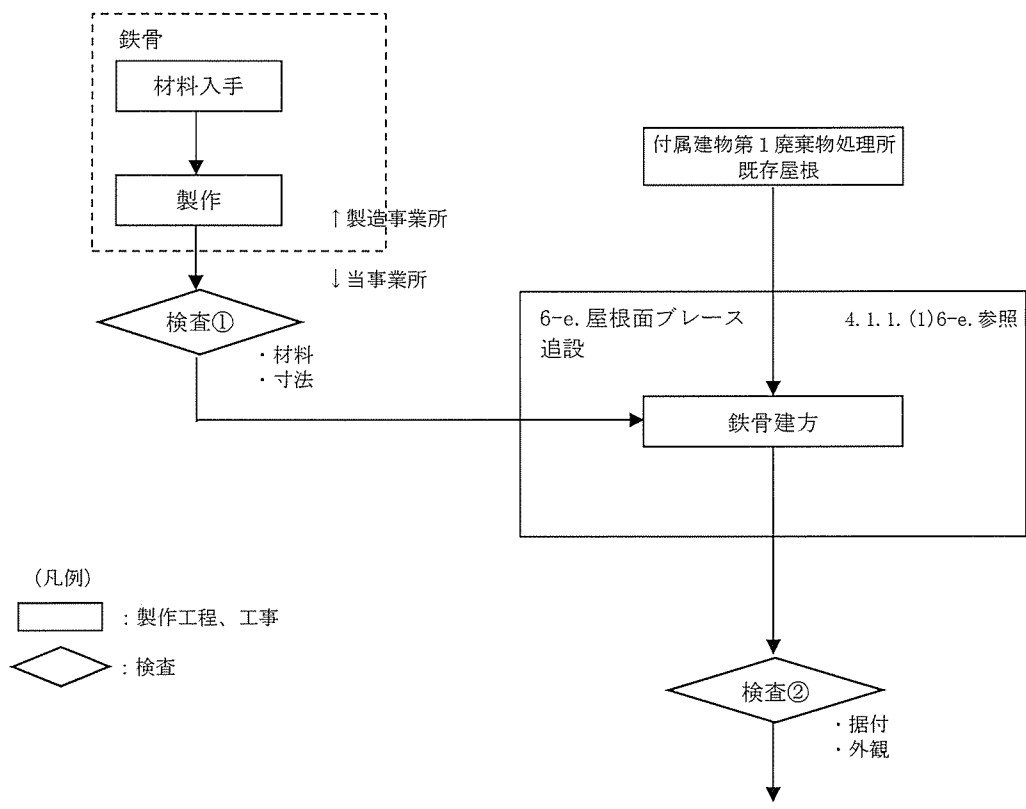 鉄骨
材料入手
製作
↑製造事業所
↓当事業所
検査①
・材料
・寸法
付属建物第１廃棄物処理所
既存屋根
6-e.屋根面ブレース
追設
4.1.1.(1)6-e.参照
鉄骨建方
検査②
・据付
・外観
(凡例)
：製作工程、工事
：検査